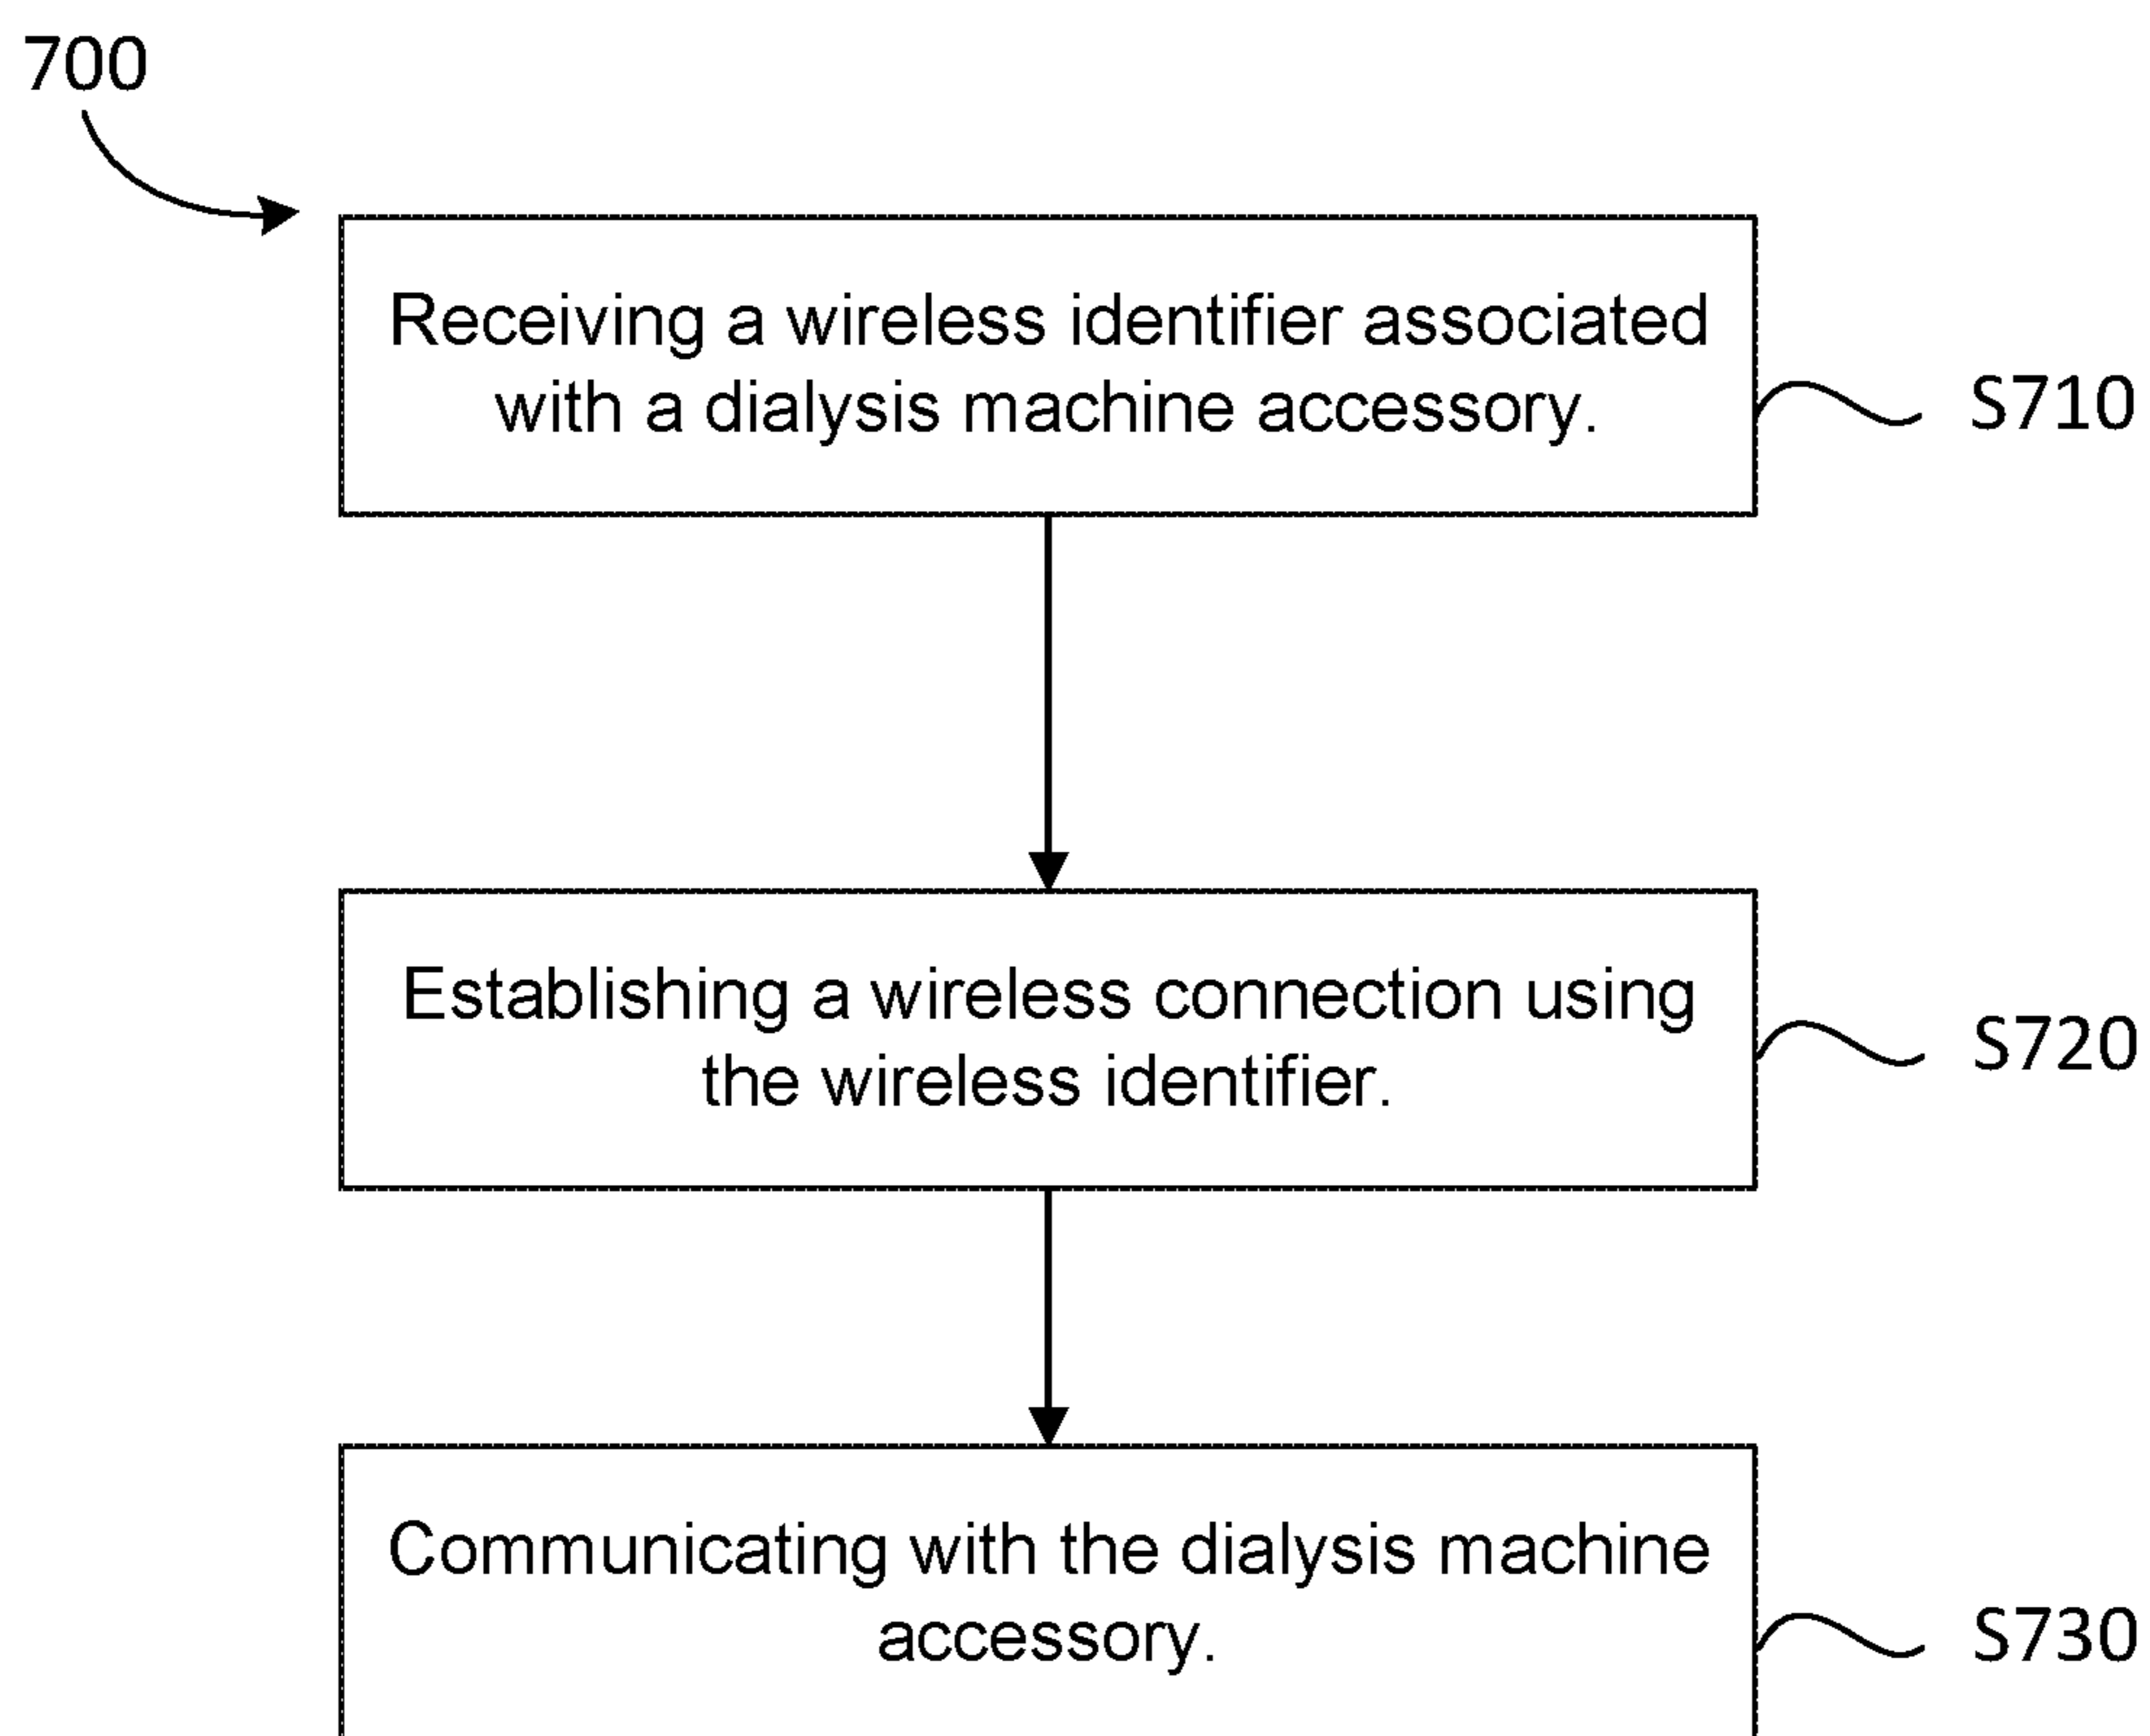 700
Receiving a wireless identifier associated
with a dialysis machine accessory.
S710
Establishing a wireless connection using
the wireless identifier.
S720
Communicating with the dialysis machine
accessory.
S730